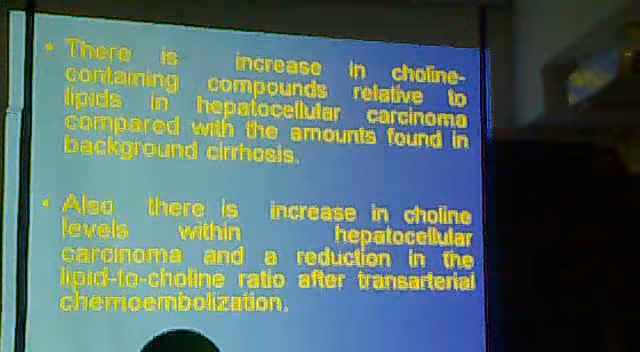 • There is increase in choline-
containing compounds relative to
lipids in hepatocellular carcinoma
compared with the amounts found in
background cirrhosis.
• Also there is increase in choline
levels within hepatocellular
carcinoma and a reduction in the
lipid-to-choline ratio after transarterial
chemoembolization.